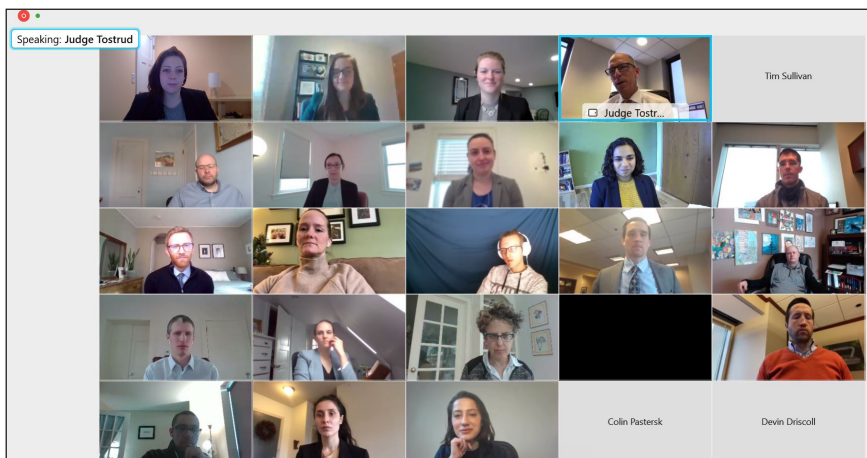 Speaking: Judge Tostrud
Judge Tostr...
Tim Sullivan
Colin Pastersk
Devin Driscoll